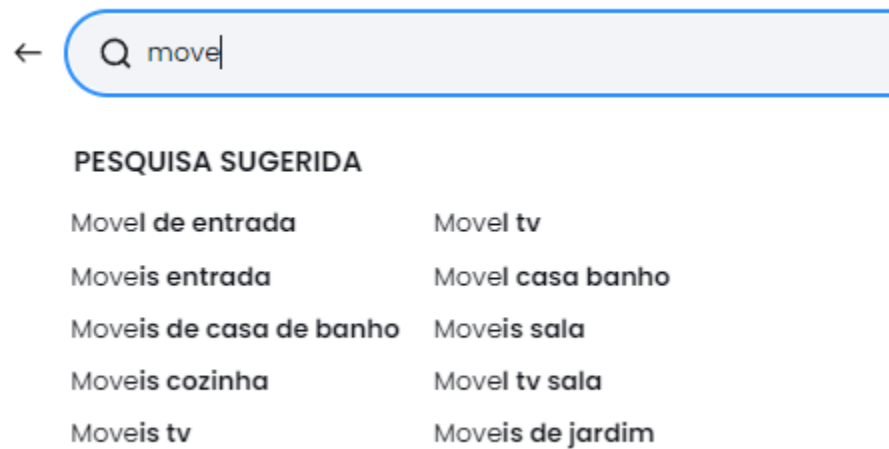 move
PESQUISA SUGERIDA
Movel de entrada
Movel tv
Moveis entrada
Movel casa banho
Moveis de casa de banho
Moveis sala
Moveis cozinha
Movel tv sala
Moveis tv
Moveis de jardim